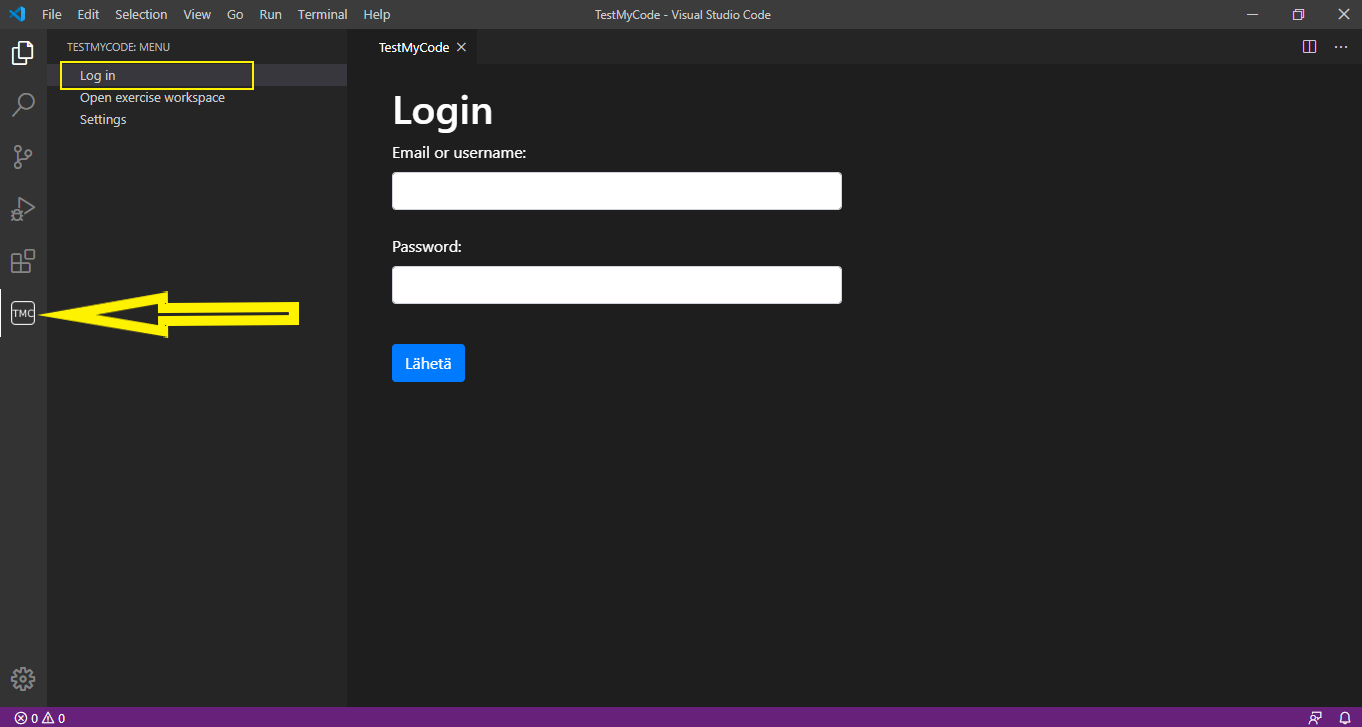 File Edit Selection View Go Run Terminal Help TestMyCode - Visual Studio Code
TESTMYCODE: MENU
Log in
Open exercise workspace
Settings
TMC
TestMyCode
Login
Email or username:
Password:
Lähetä
0 0